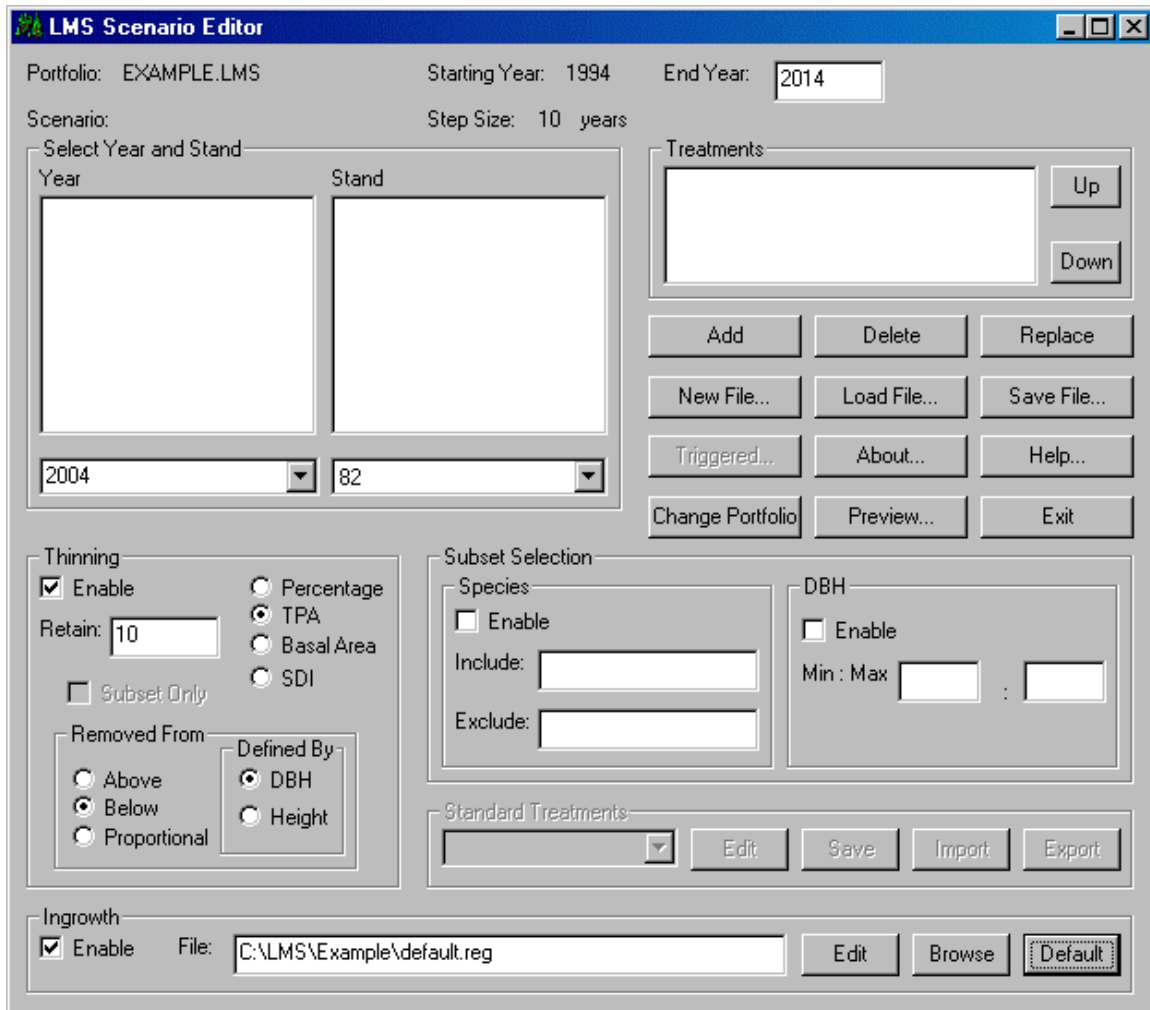 LMS Scenario Editor
Portfolio: EXAMPLE.LMS Starting Year: 1994 End Year: 2014
Scenario: Step Size: 10 years
Select Year and Stand
Year Stand
2004 82
Treatments
Up
Down
Add Delete Replace
New File... Load File... Save File...
Triggered... About... Help...
Change Portfolio Preview... Exit
Thinning
Enable
Retain: 10
Percentage
TPA
Basal Area
SDI
Subset Only
Removed From
Above
Below
Proportional
Defined By
DBH
Height
Subset Selection
Species
Enable
Include:
Exclude:
DBH
Enable
Min : Max :
Standard Treatments
Edit Save Import Export
Ingrowth
Enable File: C:\LMS\Example\default.reg Edit Browse Default